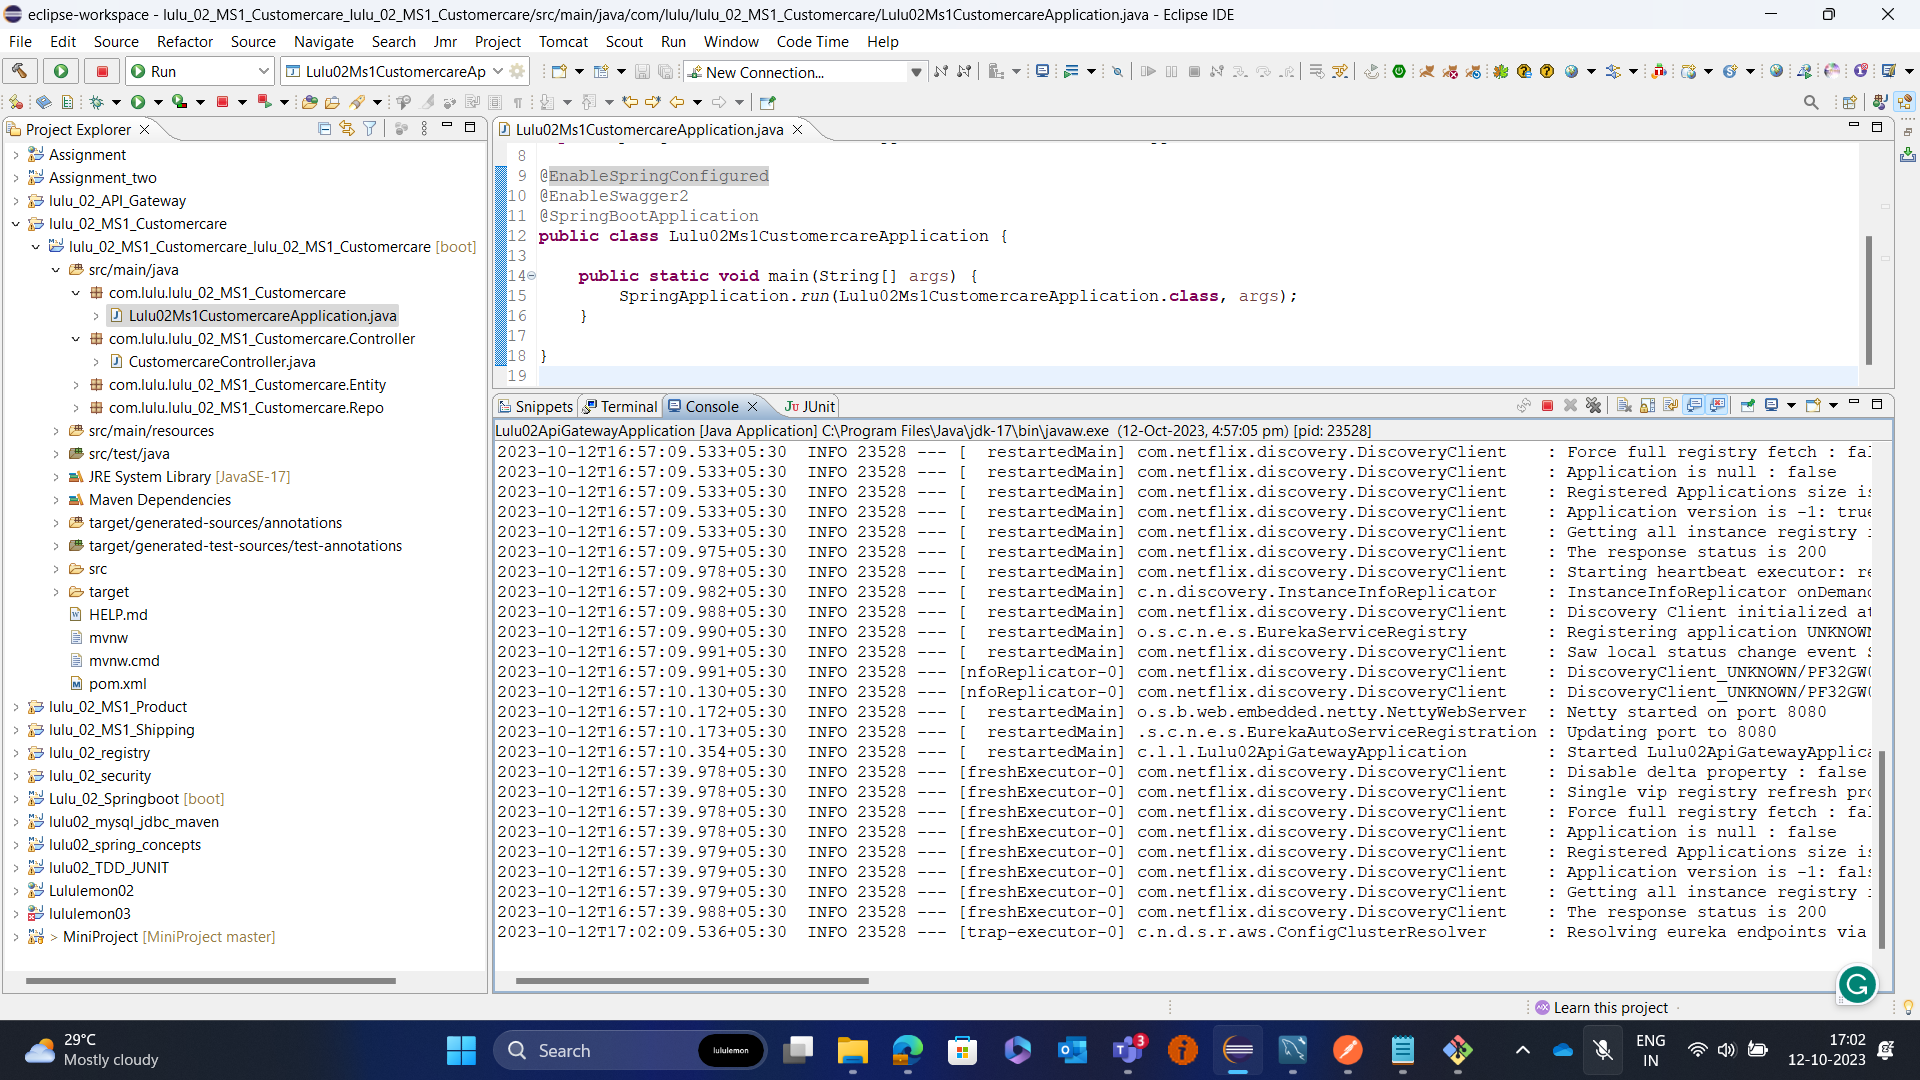 eclipse-workspace - lulu_02_MS1_Customercare_lulu_02_MS1_Customercare/src/main/java/com/lulu/lulu_02_MS1_Customercare/Lulu02Ms1CustomercareApplication.java - Eclipse IDE
File Edit Source Refactor Source Navigate Search Jmr Project Tomcat Scout Run Window Code Time Help
Run Lulu02Ms1CustomercareAp New Connection...
Project Explorer
Assignment
Assignment_two
lulu_02_API_Gateway
lulu_02_MS1_Customercare
lulu_02_MS1_Customercare_lulu_02_MS1_Customercare [boot]
src/main/java
com.lulu.lulu_02_MS1_Customercare
Lulu02Ms1CustomercareApplication.java
com.lulu.lulu_02_MS1_Customercare.Controller
CustomercareController.java
com.lulu.lulu_02_MS1_Customercare.Entity
com.lulu.lulu_02_MS1_Customercare.Repo
src/main/resources
src/test/java
JRE System Library [JavaSE-17]
Maven Dependencies
target/generated-sources/annotations
target/generated-test-sources/test-annotations
src
target
HELP.md
mvnw
mvnw.cmd
pom.xml
lulu_02_MS1_Product
lulu_02_MS1_Shipping
lulu_02_registry
lulu_02_security
Lulu_02_Springboot [boot]
lulu02_mysql_jdbc_maven
lulu02_spring_concepts
lulu02_TDD_JUNIT
Lululemon02
lululemon03
> MiniProject [MiniProject master]
Lulu02Ms1CustomercareApplication.java
8
9 @EnableSpringConfigured
10 @EnableSwagger2
11 @SpringBootApplication
12 public class Lulu02Ms1CustomercareApplication {
13
14 public static void main(String[] args) {
15 SpringApplication.run(Lulu02Ms1CustomercareApplication.class, args);
16 }
17
18 }
19
Snippets Terminal Console JUnit
Lulu02ApiGatewayApplication [Java Application] C:\Program Files\Java\jdk-17\bin\javaw.exe (12-Oct-2023, 4:57:05 pm) [pid: 23528]
2023-10-12T16:57:09.533+05:30 INFO 23528 --- [ restartedMain] com.netflix.discovery.DiscoveryClient : Force full registry fetch : fal
2023-10-12T16:57:09.533+05:30 INFO 23528 --- [ restartedMain] com.netflix.discovery.DiscoveryClient : Application is null : false
2023-10-12T16:57:09.533+05:30 INFO 23528 --- [ restartedMain] com.netflix.discovery.DiscoveryClient : Registered Applications size is
2023-10-12T16:57:09.533+05:30 INFO 23528 --- [ restartedMain] com.netflix.discovery.DiscoveryClient : Application version is -1: true
2023-10-12T16:57:09.533+05:30 INFO 23528 --- [ restartedMain] com.netflix.discovery.DiscoveryClient : Getting all instance registry i
2023-10-12T16:57:09.975+05:30 INFO 23528 --- [ restartedMain] com.netflix.discovery.DiscoveryClient : The response status is 200
2023-10-12T16:57:09.978+05:30 INFO 23528 --- [ restartedMain] com.netflix.discovery.DiscoveryClient : Starting heartbeat executor: re
2023-10-12T16:57:09.982+05:30 INFO 23528 --- [ restartedMain] c.n.discovery.InstanceInfoReplicator : InstanceInfoReplicator onDemand
2023-10-12T16:57:09.988+05:30 INFO 23528 --- [ restartedMain] com.netflix.discovery.DiscoveryClient : Discovery Client initialized at
2023-10-12T16:57:09.990+05:30 INFO 23528 --- [ restartedMain] o.s.c.n.e.s.EurekaServiceRegistry : Registering application UNKNOWN
2023-10-12T16:57:09.991+05:30 INFO 23528 --- [ restartedMain] com.netflix.discovery.DiscoveryClient : Saw local status change event S
2023-10-12T16:57:09.991+05:30 INFO 23528 --- [nfoReplicator-0] com.netflix.discovery.DiscoveryClient : DiscoveryClient_UNKNOWN/PF32GW0
2023-10-12T16:57:10.130+05:30 INFO 23528 --- [nfoReplicator-0] com.netflix.discovery.DiscoveryClient : DiscoveryClient_UNKNOWN/PF32GW0
2023-10-12T16:57:10.172+05:30 INFO 23528 --- [ restartedMain] o.s.b.web.embedded.netty.NettyWebServer : Netty started on port 8080
2023-10-12T16:57:10.173+05:30 INFO 23528 --- [ restartedMain] .s.c.n.e.s.EurekaAutoServiceRegistration : Updating port to 8080
2023-10-12T16:57:10.354+05:30 INFO 23528 --- [ restartedMain] c.l.l.Lulu02ApiGatewayApplication : Started Lulu02ApiGatewayApplica
2023-10-12T16:57:39.978+05:30 INFO 23528 --- [freshExecutor-0] com.netflix.discovery.DiscoveryClient : Disable delta property : false
2023-10-12T16:57:39.978+05:30 INFO 23528 --- [freshExecutor-0] com.netflix.discovery.DiscoveryClient : Single vip registry refresh pro
2023-10-12T16:57:39.978+05:30 INFO 23528 --- [freshExecutor-0] com.netflix.discovery.DiscoveryClient : Force full registry fetch : fal
2023-10-12T16:57:39.978+05:30 INFO 23528 --- [freshExecutor-0] com.netflix.discovery.DiscoveryClient : Application is null : false
2023-10-12T16:57:39.979+05:30 INFO 23528 --- [freshExecutor-0] com.netflix.discovery.DiscoveryClient : Registered Applications size is
2023-10-12T16:57:39.979+05:30 INFO 23528 --- [freshExecutor-0] com.netflix.discovery.DiscoveryClient : Application version is -1: fals
2023-10-12T16:57:39.979+05:30 INFO 23528 --- [freshExecutor-0] com.netflix.discovery.DiscoveryClient : Getting all instance registry i
2023-10-12T16:57:39.988+05:30 INFO 23528 --- [freshExecutor-0] com.netflix.discovery.DiscoveryClient : The response status is 200
2023-10-12T17:02:09.536+05:30 INFO 23528 --- [trap-executor-0] c.n.d.s.r.aws.ConfigClusterResolver : Resolving eureka endpoints via
Learn this project
29°C
Mostly cloudy
Search
lululemon
3
ENG
IN
17:02
12-10-2023